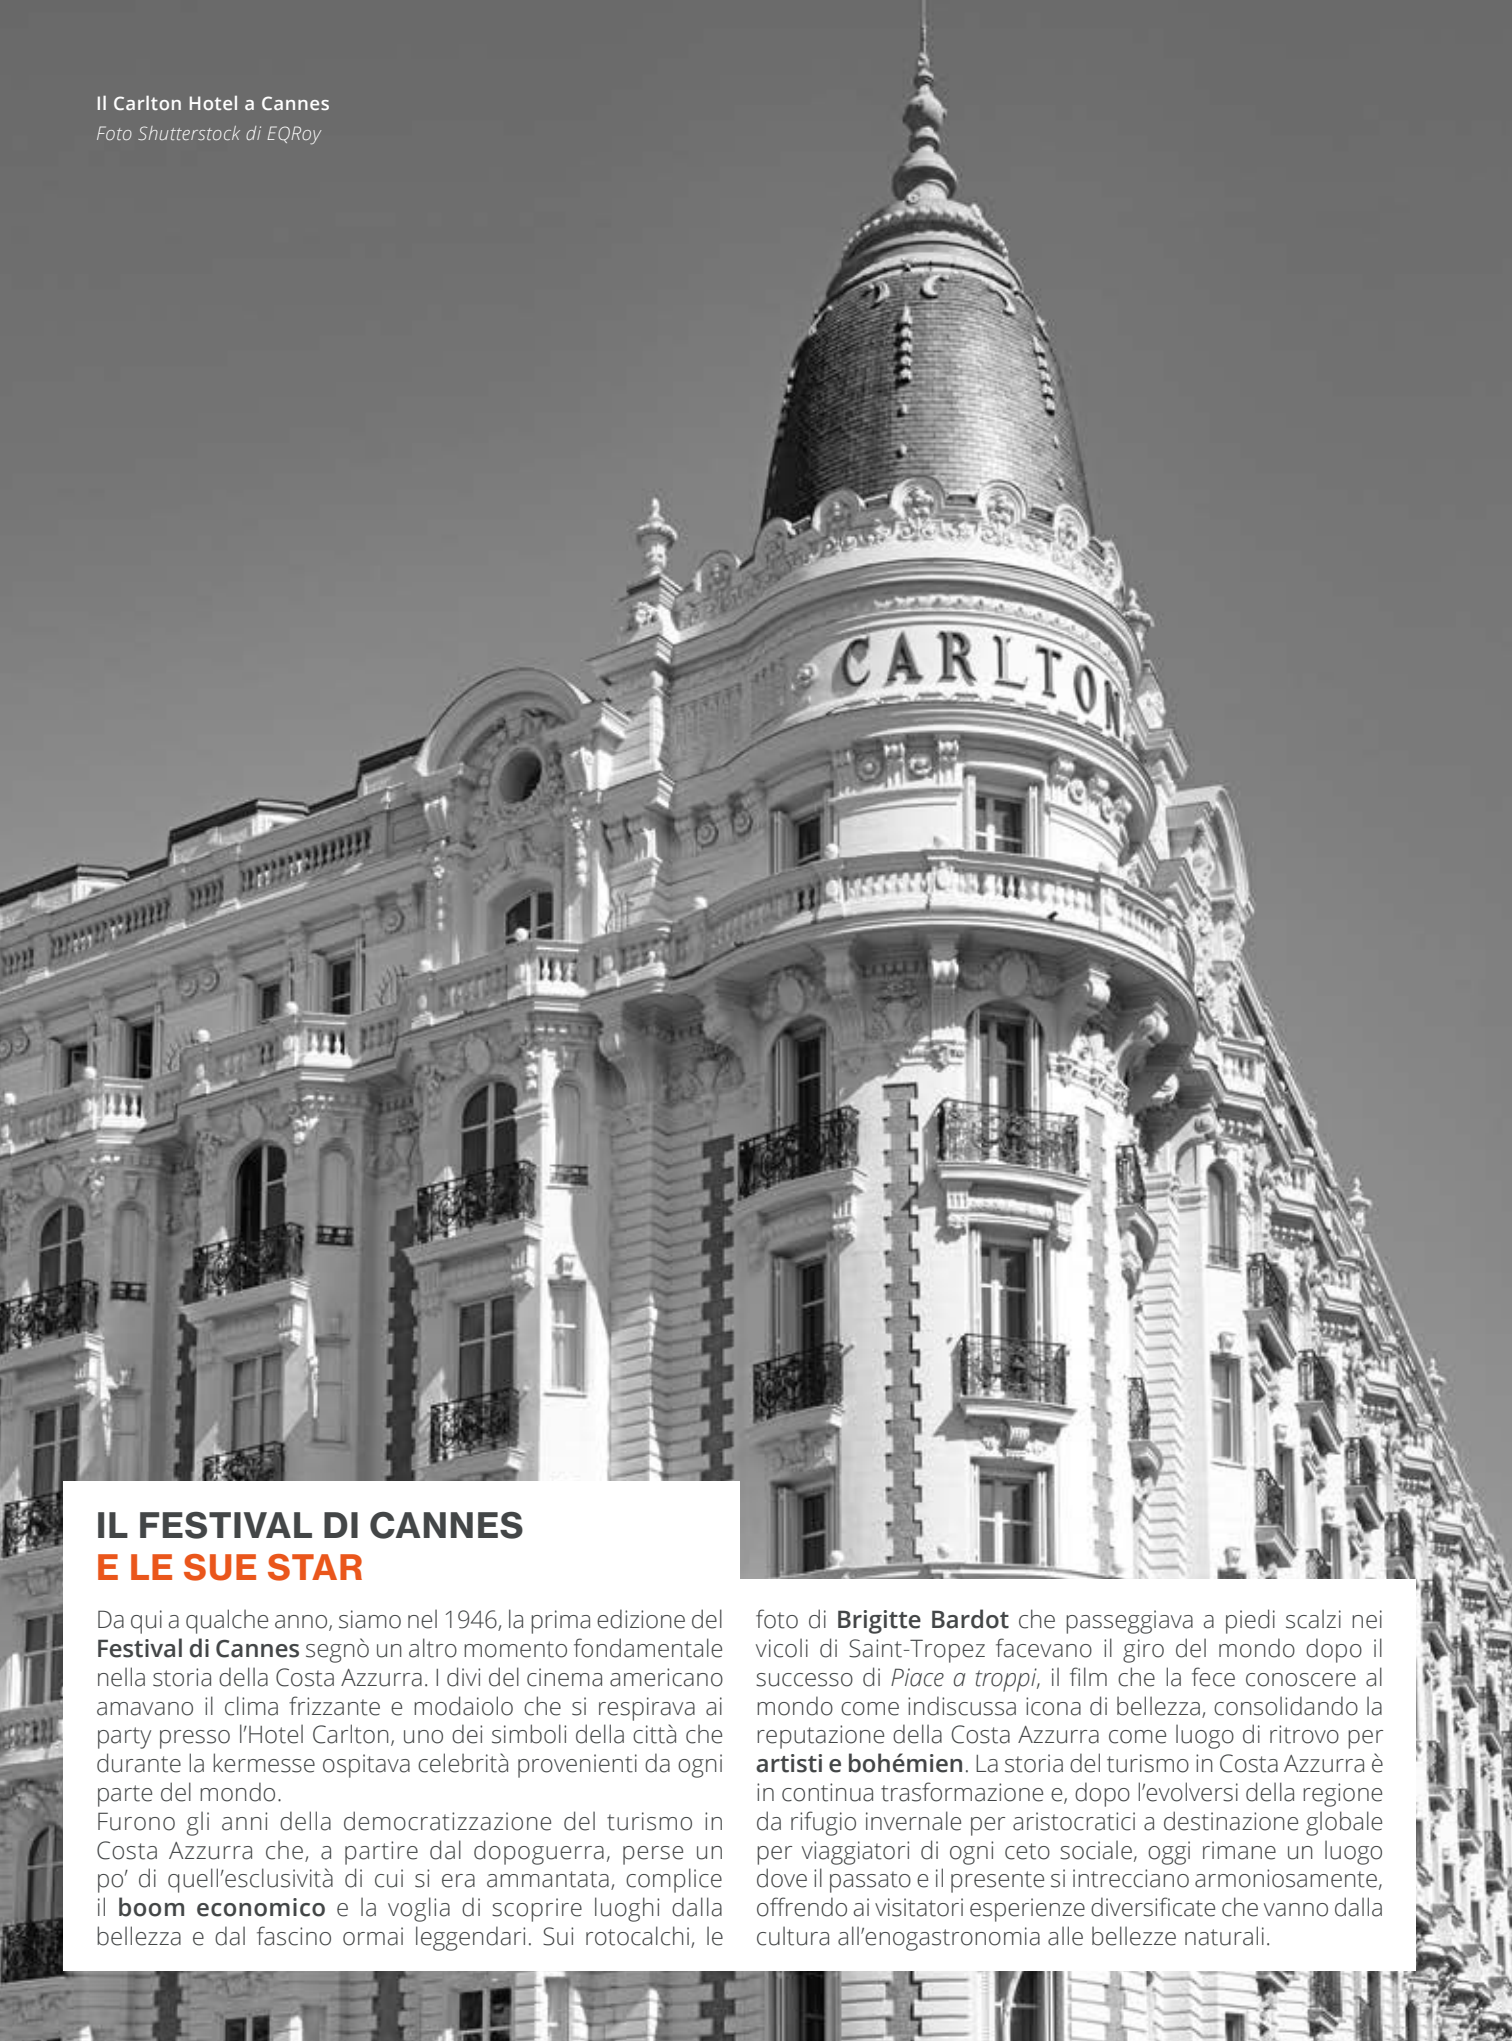 Il Carlton Hotel a Cannes
Foto Shutterstock di EQRoy
CARLTON
IL FESTIVAL DI CANNES
E LE SUE STAR
Da qui a qualche anno, siamo nel 1946, la prima edizione del
Festival di Cannes segnò un altro momento fondamentale
nella storia della Costa Azzurra. I divi del cinema americano
amavano il clima frizzante e modaiolo che si respirava ai
party presso l’Hotel Carlton, uno dei simboli della città che
durante la kermesse ospitava celebrità provenienti da ogni
parte del mondo.
Furono gli anni della democratizzazione del turismo in
Costa Azzurra che, a partire dal dopoguerra, perse un
po’ di quell’esclusività di cui si era ammantata, complice
il boom economico e la voglia di scoprire luoghi dalla
bellezza e dal fascino ormai leggendari. Sui rotocalchi, le
foto di Brigitte Bardot che passeggiava a piedi scalzi nei
vicoli di Saint-Tropez facevano il giro del mondo dopo il
successo di Piace a troppi, il film che la fece conoscere al
mondo come indiscussa icona di bellezza, consolidando la
reputazione della Costa Azzurra come luogo di ritrovo per
artisti e bohémien. La storia del turismo in Costa Azzurra è
in continua trasformazione e, dopo l’evolversi della regione
da rifugio invernale per aristocratici a destinazione globale
per viaggiatori di ogni ceto sociale, oggi rimane un luogo
dove il passato e il presente si intrecciano armoniosamente,
offrendo ai visitatori esperienze diversificate che vanno dalla
cultura all’enogastronomia alle bellezze naturali.